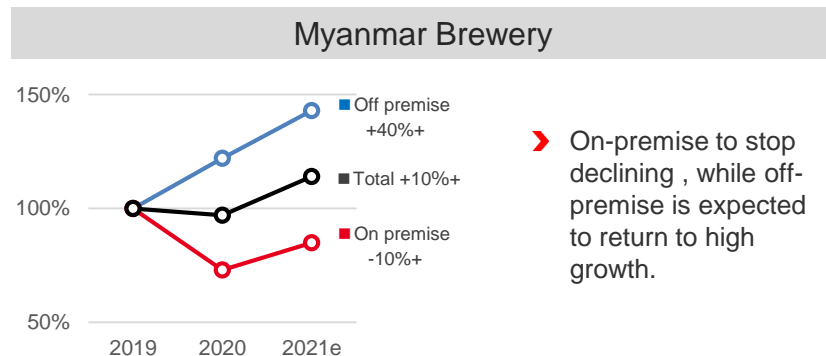 Myanmar Brewery
150%
100%
50%
2019 2020 2021e
Off premise
+40%+
Total +10%+
On premise
-10%+
On-premise to stop
declining , while off-
premise is expected
to return to high
growth.